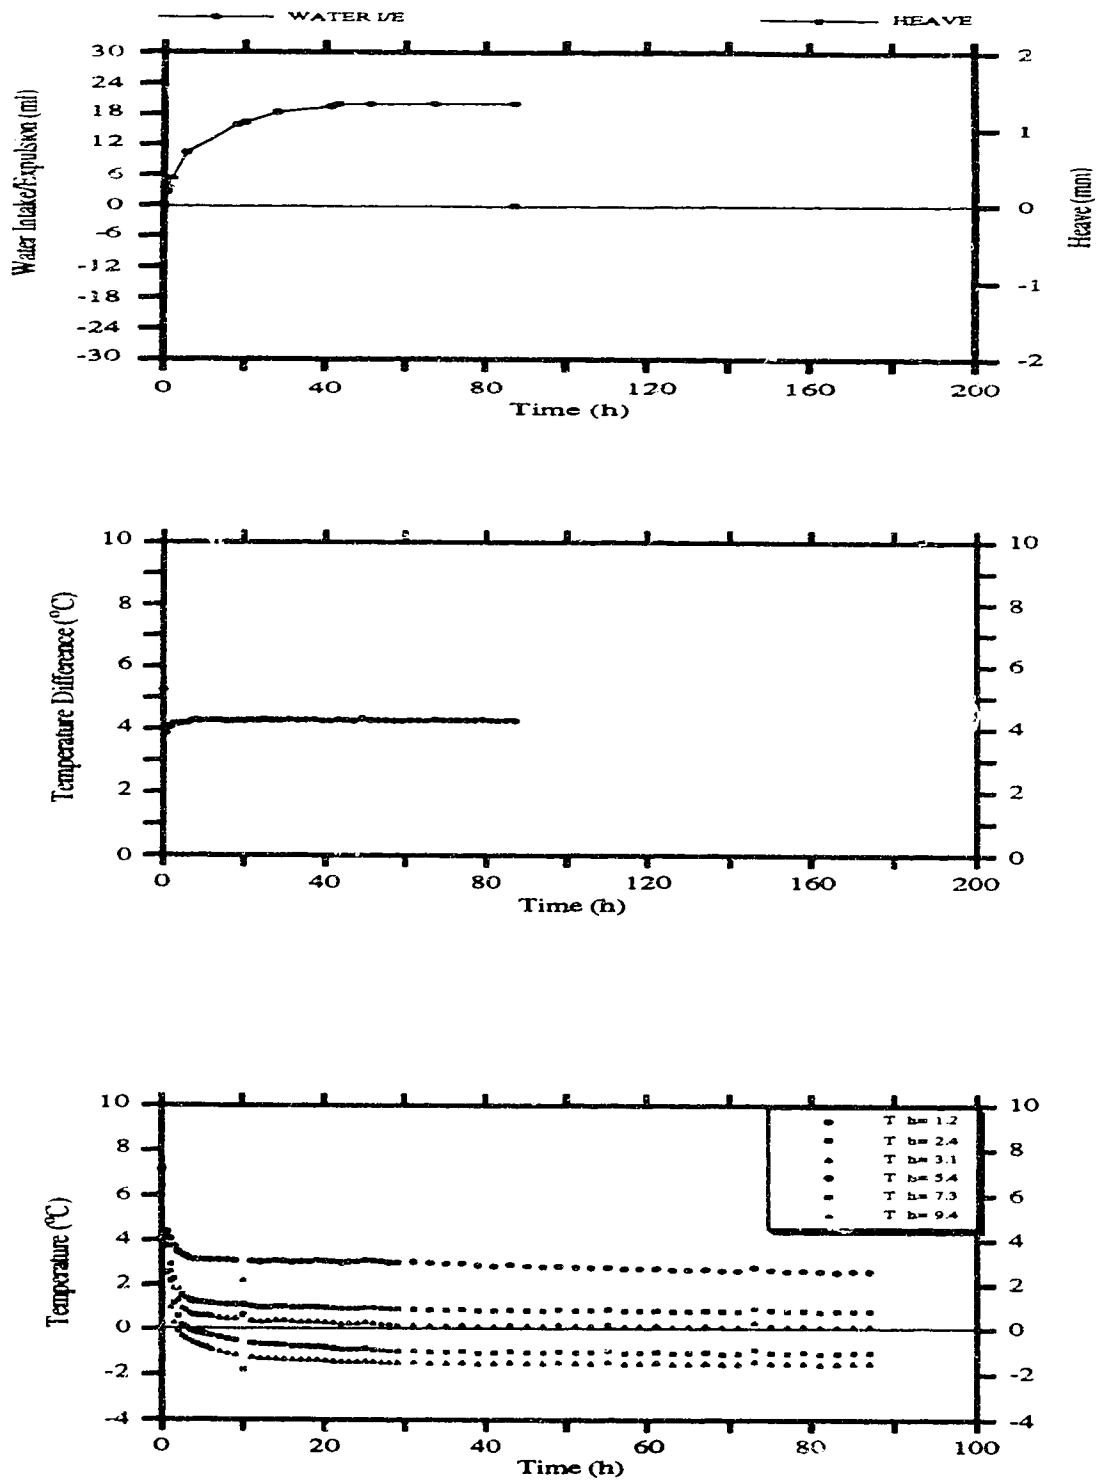 WATER I/E HEAVE
30 2
24
18
12 1
6
0 0
-6
-12 -1
-18
-24
-30 -2
Water Intake/Expulsion (ml)
Heave (mm)
0 40 80 120 160 200
Time (h)
10 10
8 8
6 6
4 4
2 2
0 0
Temperature Difference (°C)
0 40 80 120 160 200
Time (h)
10 10
8 8
6 6
4 4
2 2
0 0
-2 -2
-4 -4
Temperature (°C)
T h= 1.2
T h= 2.4
T h= 3.1
T h= 5.4
T h= 7.3
T h= 9.4
0 20 40 60 80 100
Time (h)